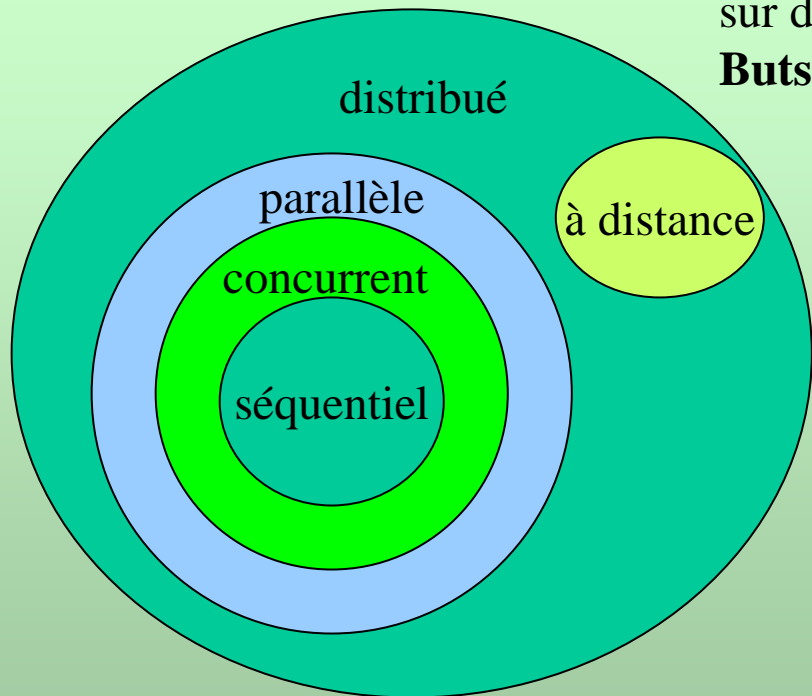 sur d
Buts
distribué
parallèle
à distance
concurrent
séquentiel